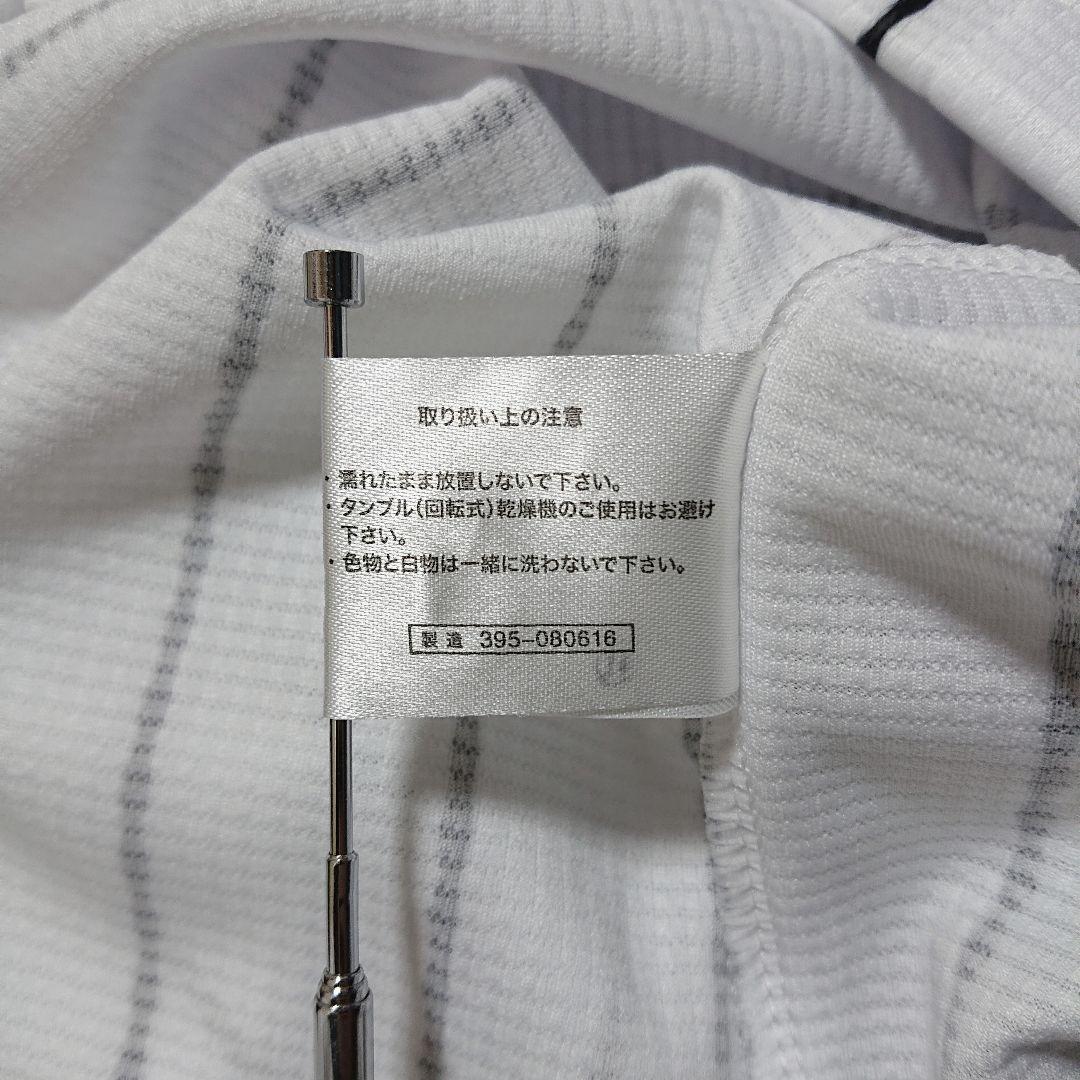 取り扱い上の注意
・濡れたまま放置しないで下さい。
・タンブル(回転式)乾燥機のご使用はお避け
下さい。
・色物と白物は一緒に洗わないで下さい。
製造 395-080616